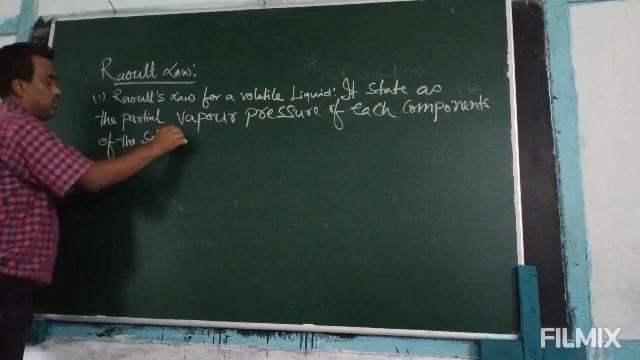 Raoult Law:
(1) Raoult's Law for a volatile Liquid: It state as
the partial vapour pressure of each components
of the
FILMIX